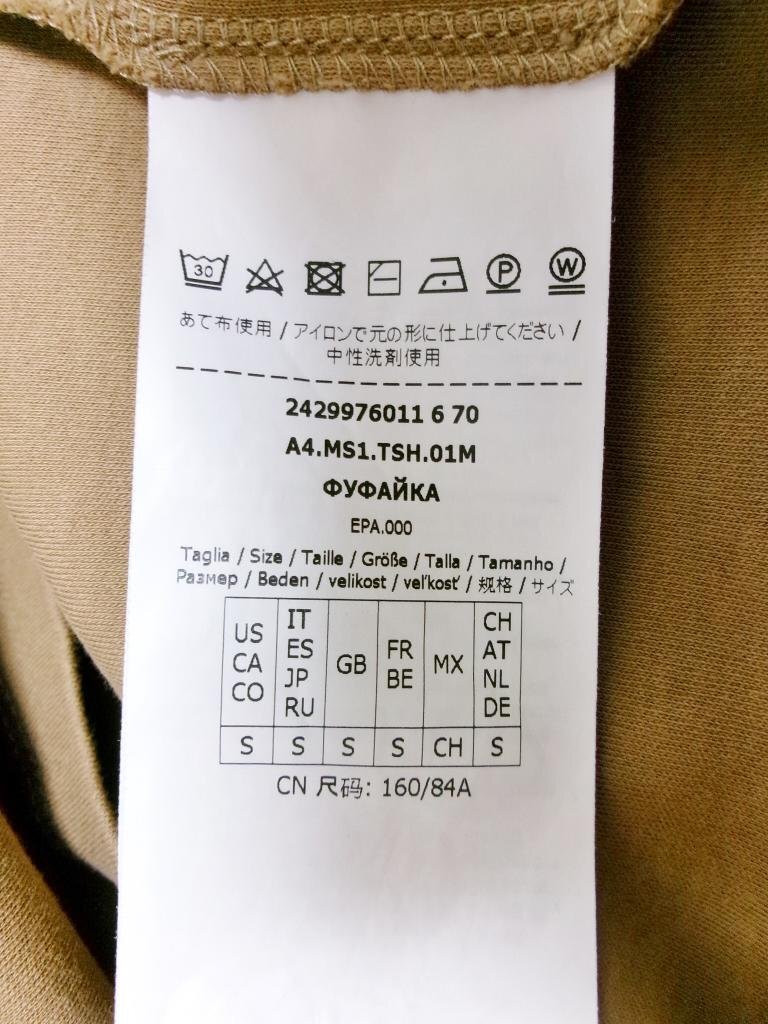 30 P W
あて布使用 / アイロンで元の形に仕上げてください /
中性洗剤使用
2429976011 6 70
A4.MS1.TSH.01M
ФУФАЙКА
EPA.000
Taglia / Size / Taille / Größe / Talla / Tamanho /
Размер / Beden / velikost / veľkosť / 规格 / サイズ
US CA CO IT ES JP RU GB FR BE MX CH AT NL DE
S S S S CH S
CN 尺码: 160/84A